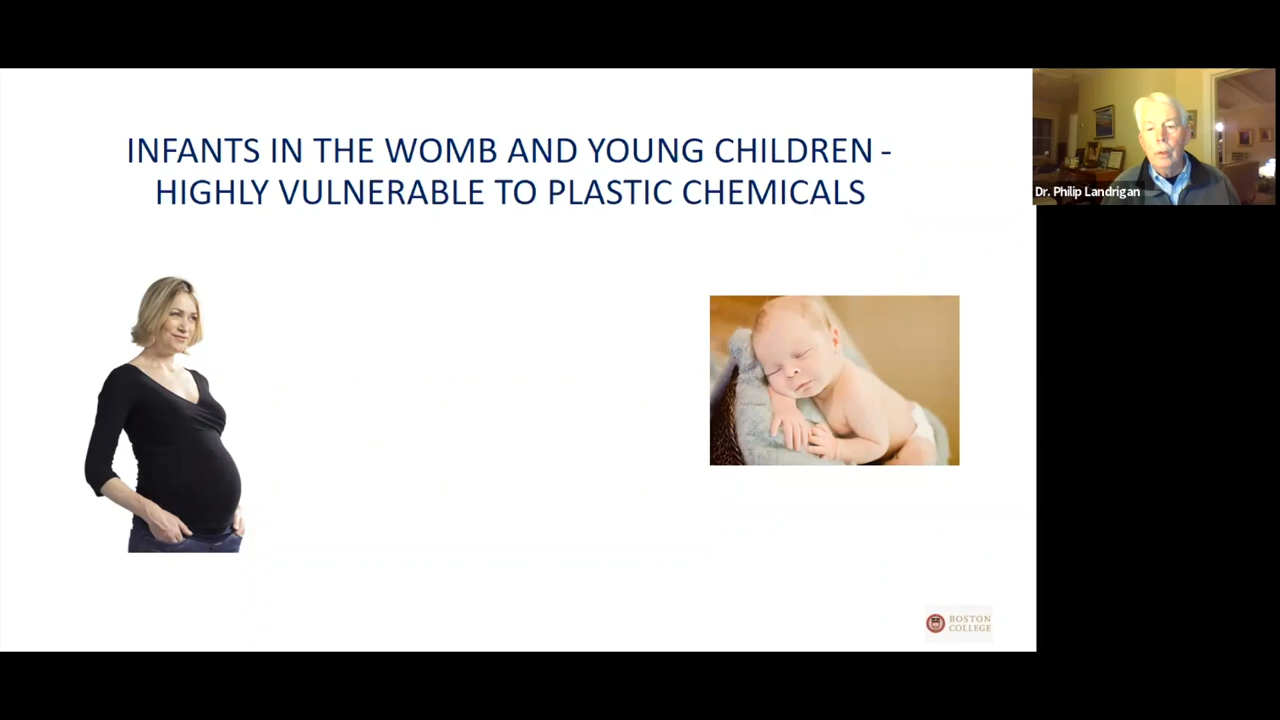 INFANTS IN THE WOMB AND YOUNG CHILDREN -
HIGHLY VULNERABLE TO PLASTIC CHEMICALS
Dr. Philip Landrigan
BOSTON
COLLEGE